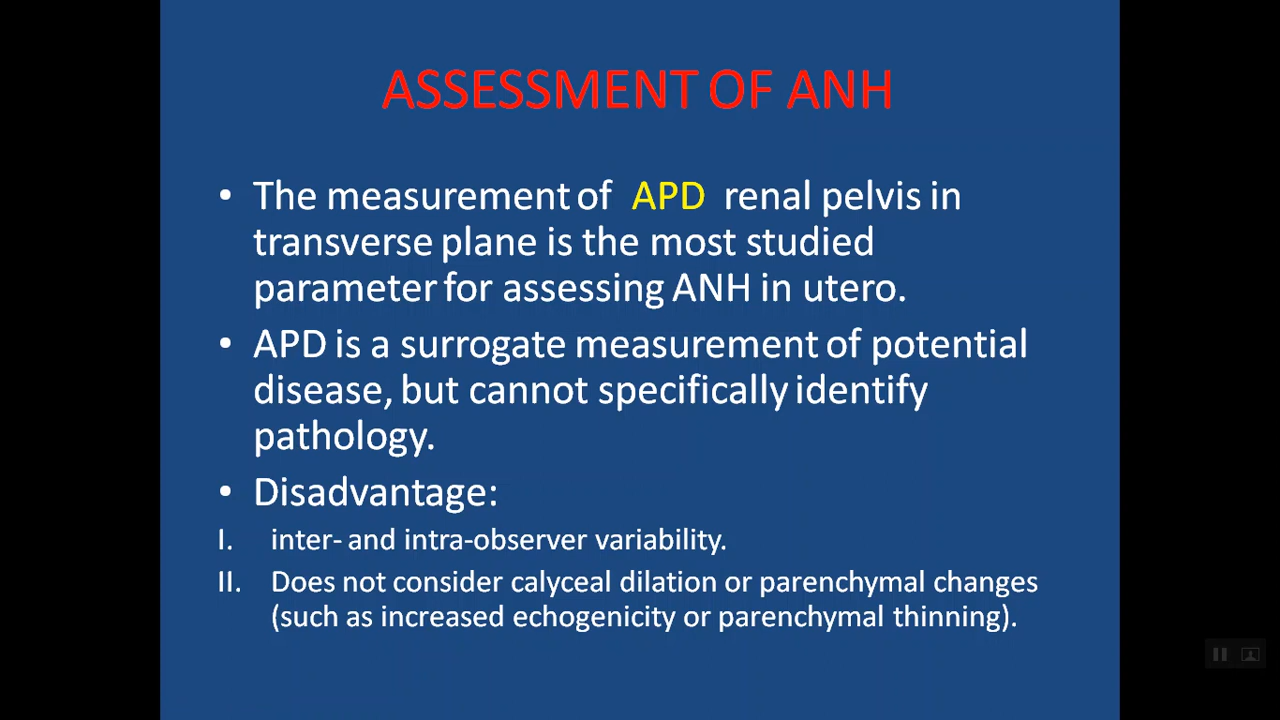 ASSESSMENT OF ANH
• The measurement of APD renal pelvis in
transverse plane is the most studied
parameter for assessing ANH in utero.
• APD is a surrogate measurement of potential
disease, but cannot specifically identify
pathology.
• Disadvantage:
I. inter- and intra-observer variability.
II. Does not consider calyceal dilation or parenchymal changes
(such as increased echogenicity or parenchymal thinning).